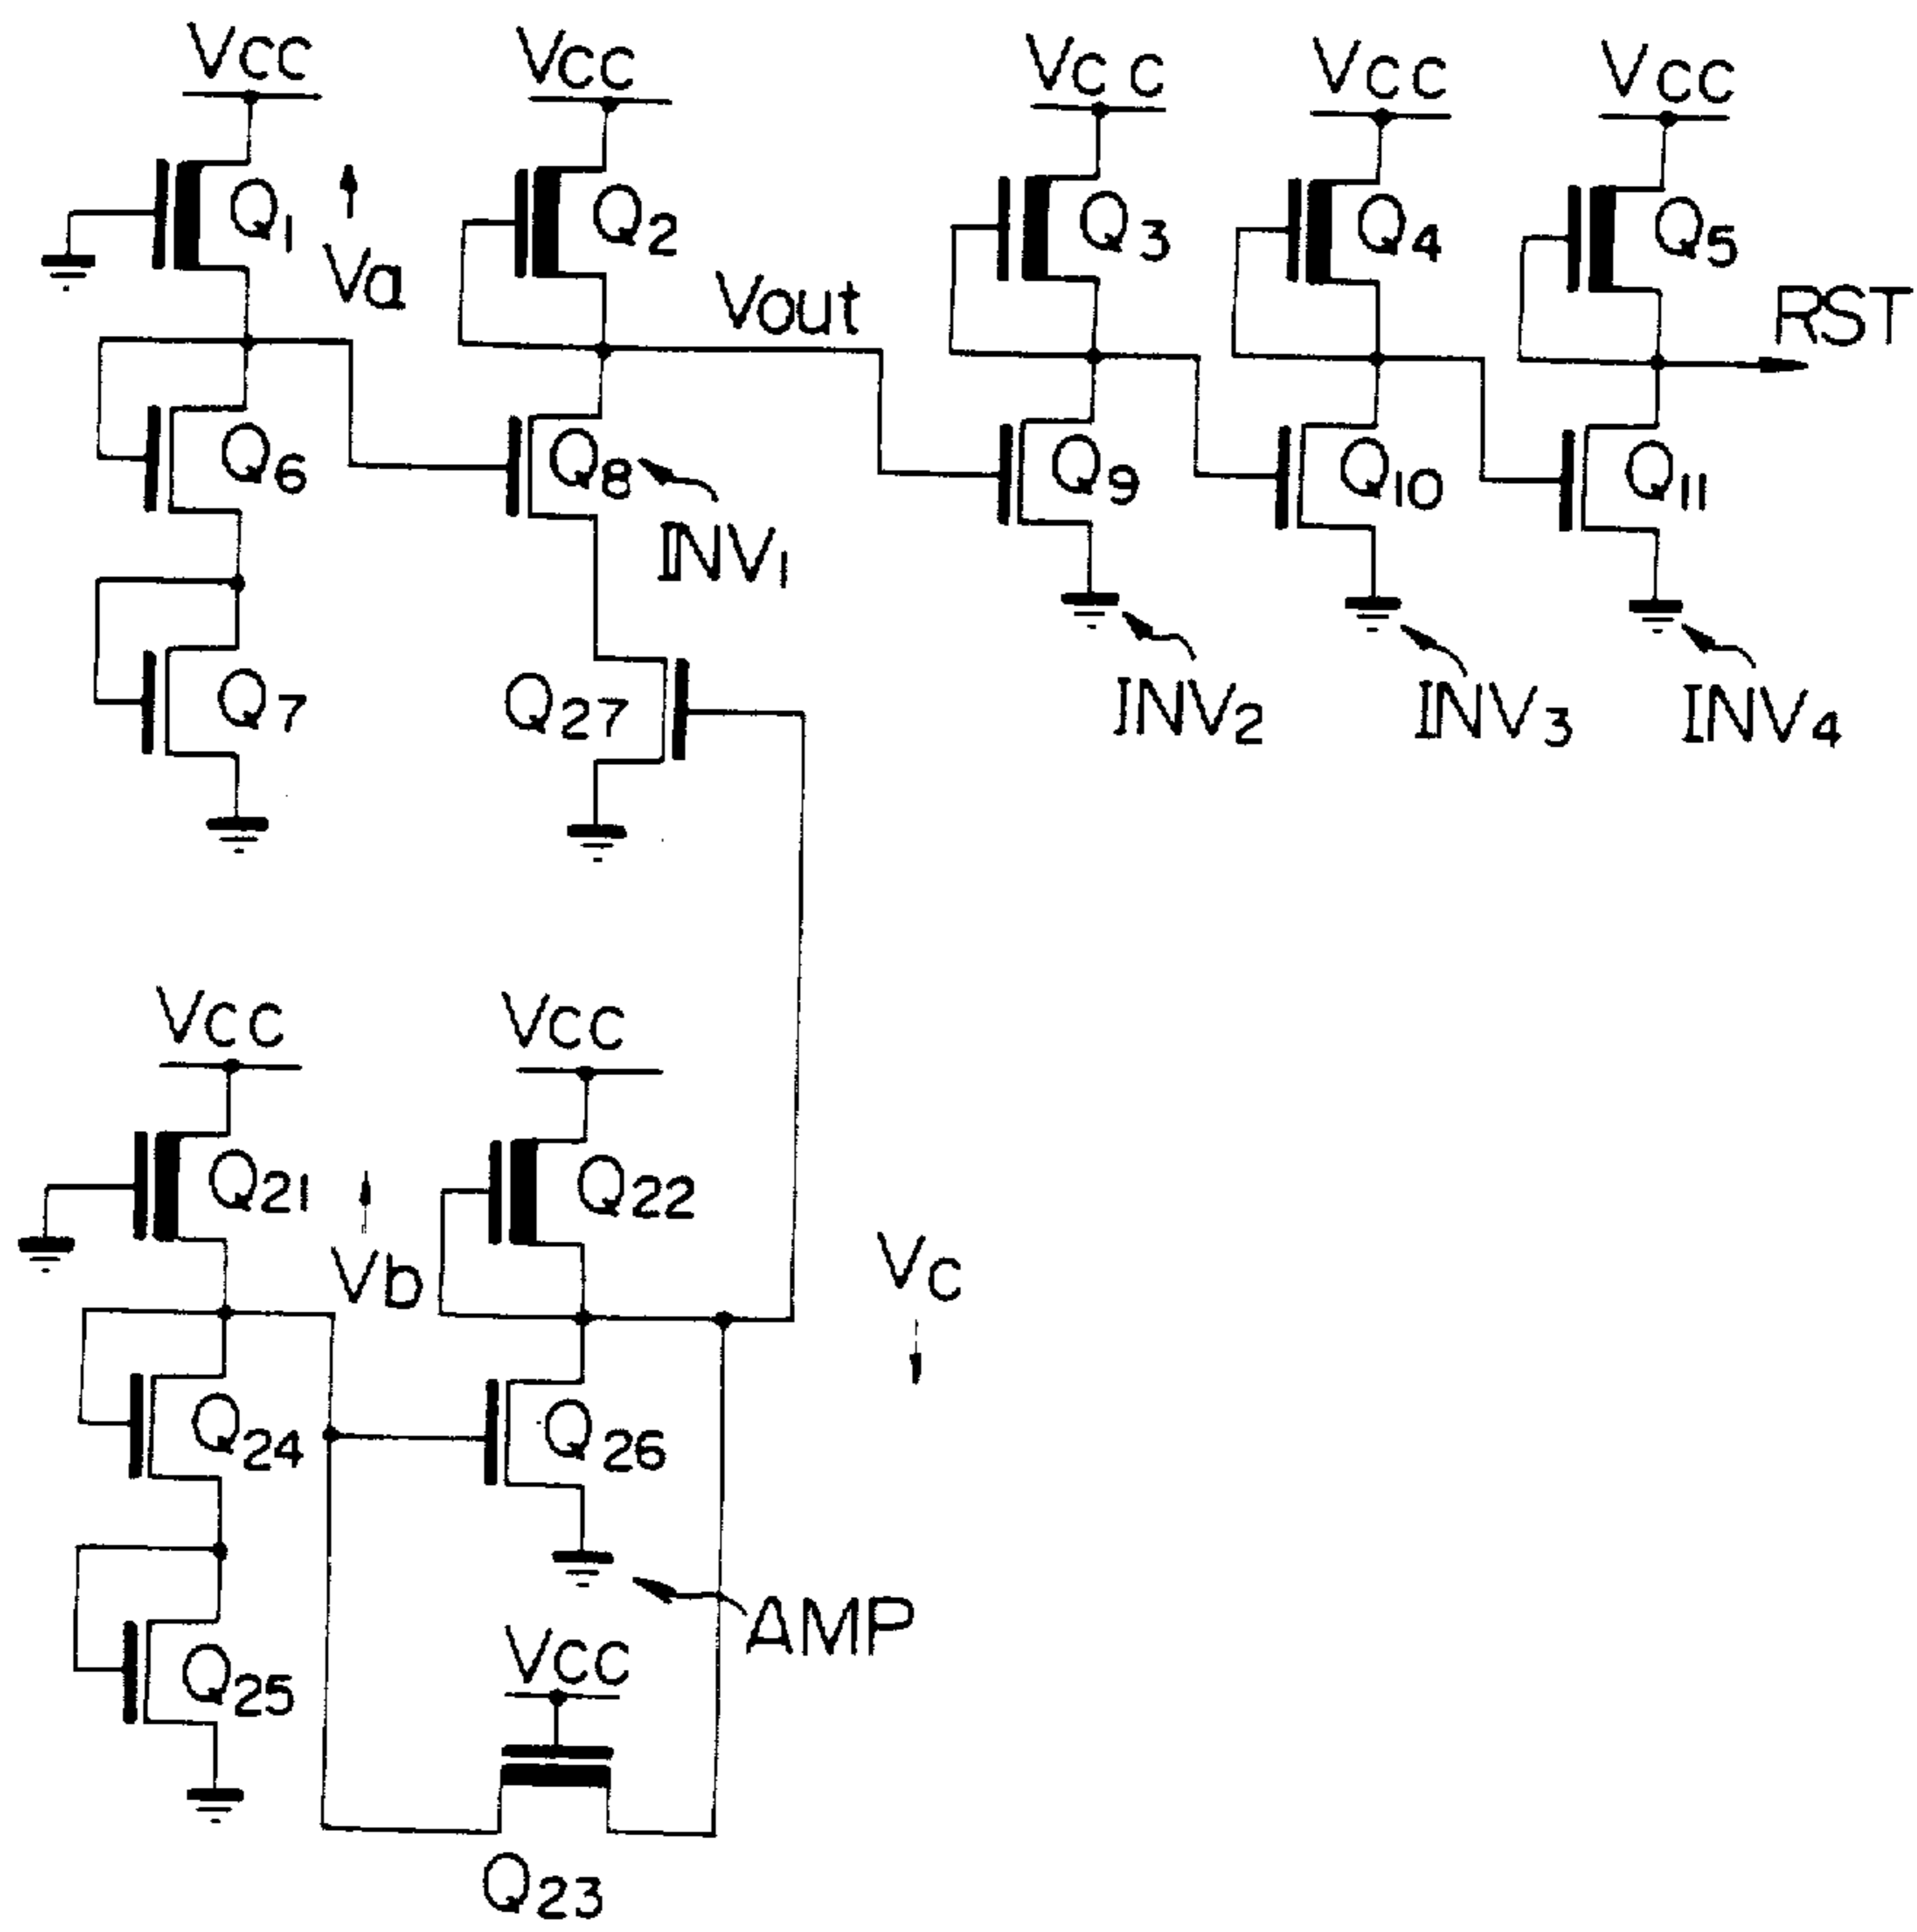 Vcc
Vcc
Vcc
Vcc
Vcc
Q1
Va
Q2
Q3
Q4
Q5
Vout
RST
Q6
Q8
Q9
Q10
Q11
INV1
Q7
Q27
INV2
INV3
INV4
Vcc
Vcc
Q21
Q22
Vb
Vc
Q24
Q26
AMP
Vcc
Q25
Q23